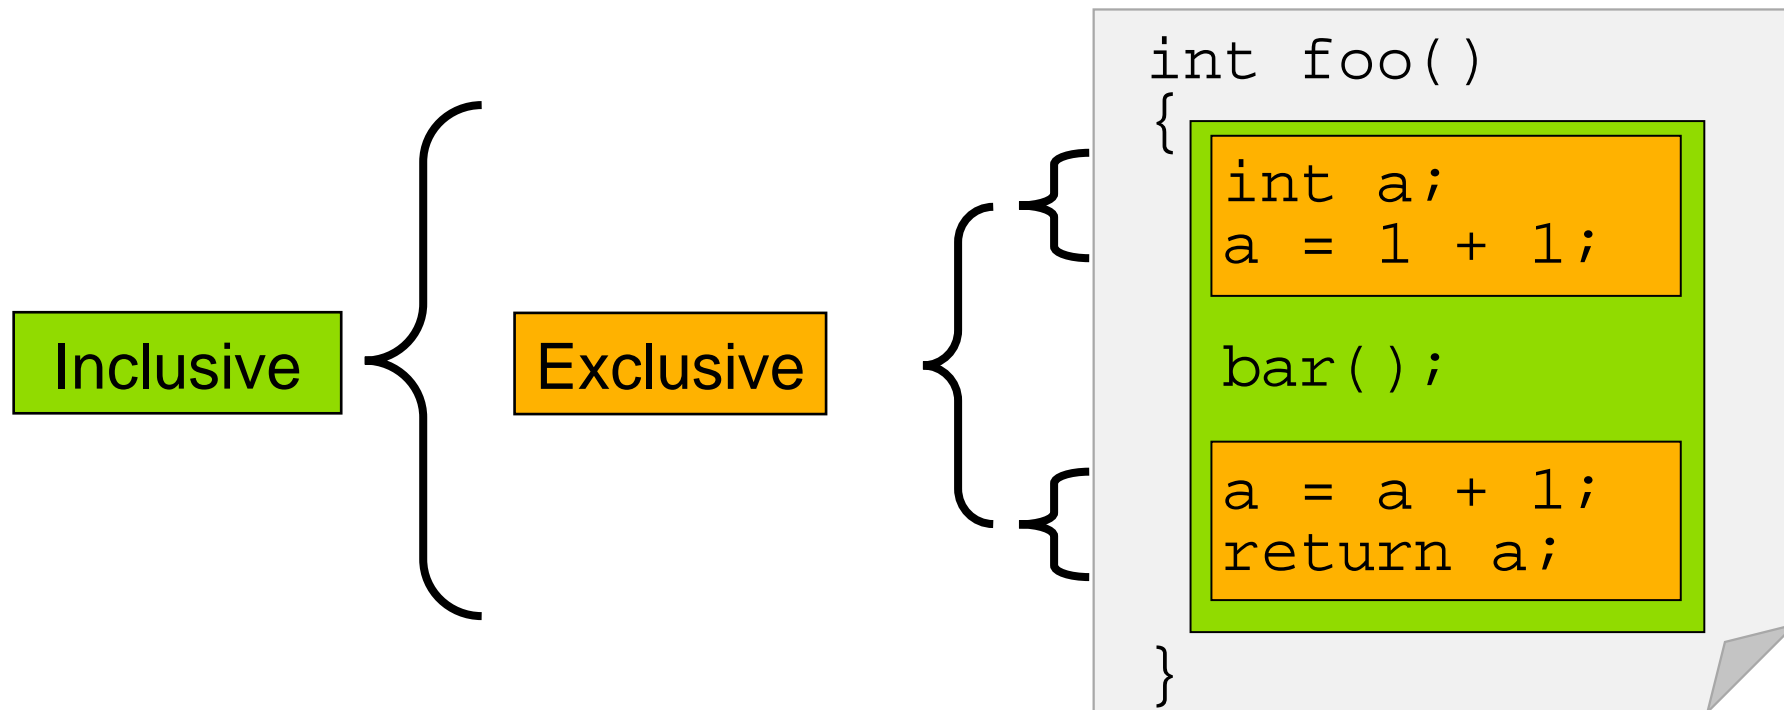 Inclusive
Exclusive
int foo()
{
int a;
a = 1 + 1;
bar();
a = a + 1;
return a;
}